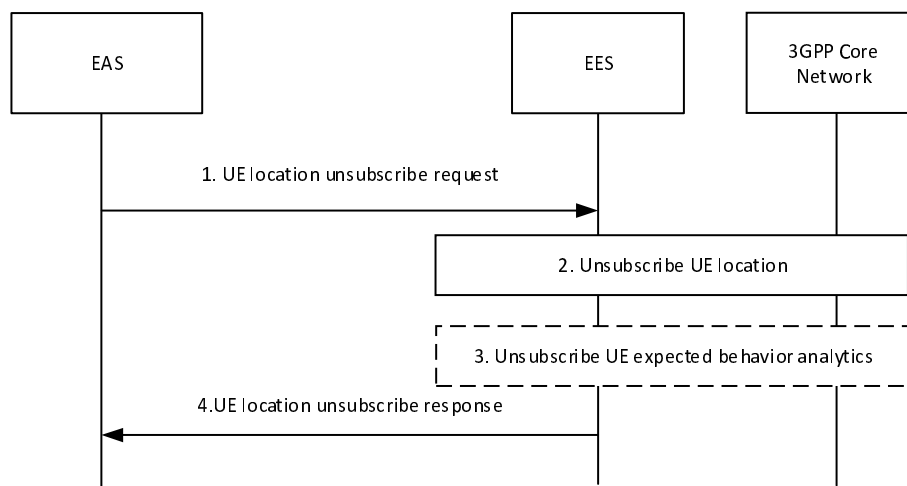 EAS
EES
3GPP Core
Network
1. UE location unsubscribe request
2. Unsubscribe UE location
3. Unsubscribe UE expected behavior analytics
4.UE location unsubscribe response